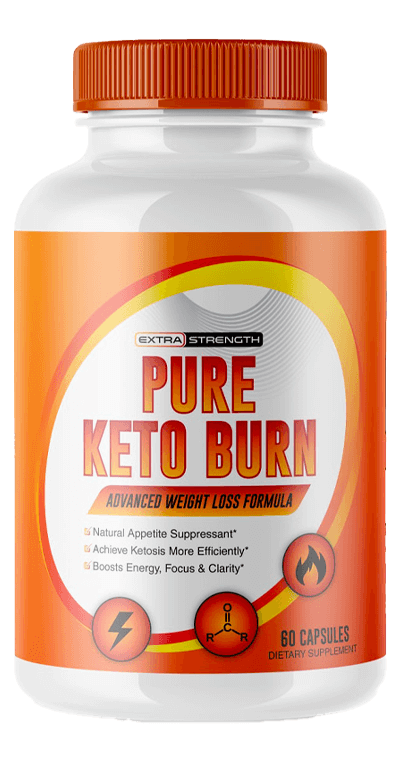 EXTRA STRENGTH
PURE
KETO BURN
ADVANCED WEIGHT LOSS FORMULA
Natural Appetite Suppressant*
Achieve Ketosis More Efficiently*
Boosts Energy, Focus & Clarity*
O
R R
60 CAPSULES
DIETARY SUPPLEMENT